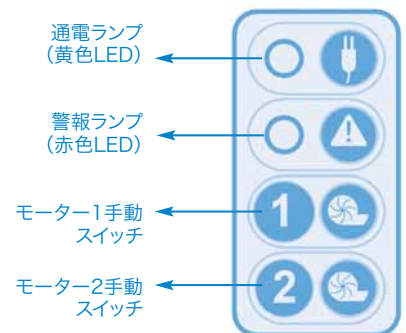 通電ランプ
（黄色LED）
警報ランプ
（赤色LED）
モーター1手動
スイッチ
1
モーター2手動
スイッチ
2